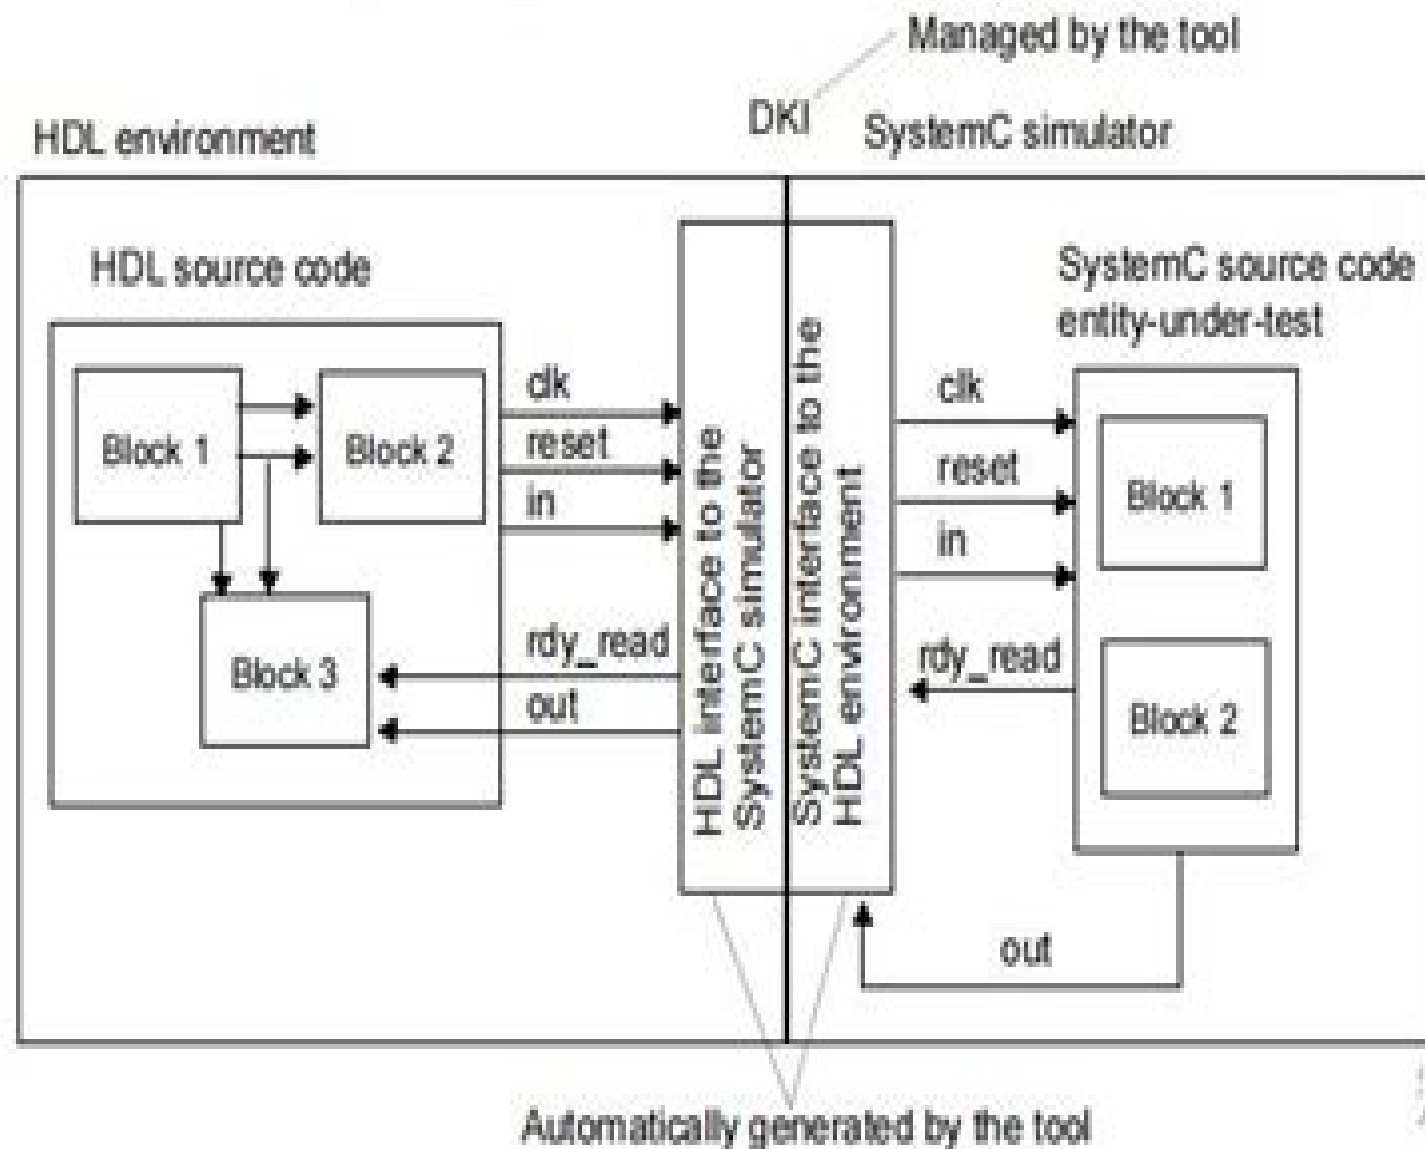 Managed by the tool
DKI
HDL environment
SystemC simulator
HDL source code
SystemC source code
entity-under-test
Block 1
Block 2
Block 3
clk
reset
in
rdy_read
out
HDL interface to the
SystemC simulator
SystemC interface to the
HDL environment
clk
reset
in
rdy_read
Block 1
Block 2
out
Automatically generated by the tool